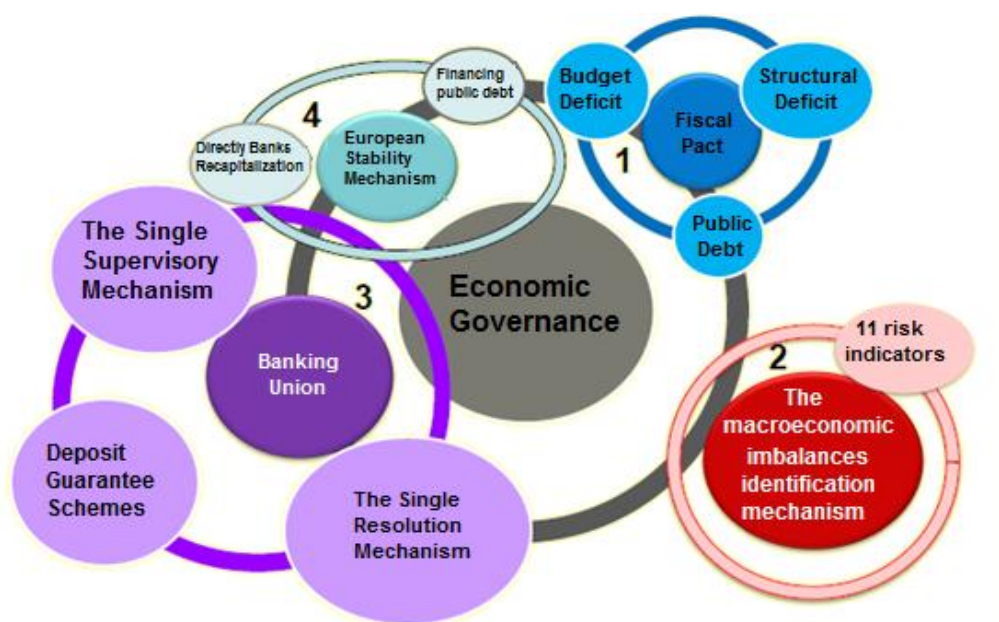 Financing
public debt
4
Directly Banks
Recapitalization
European
Stability
Mechanism
Budget
Deficit
Structural
Deficit
Fiscal
Pact
1
Public
Debt
The Single
Supervisory
Mechanism
3
Banking
Union
Economic
Governance
11 risk
indicators
2
The
macroeconomic
imbalances
identification
mechanism
Deposit
Guarantee
Schemes
The Single
Resolution
Mechanism